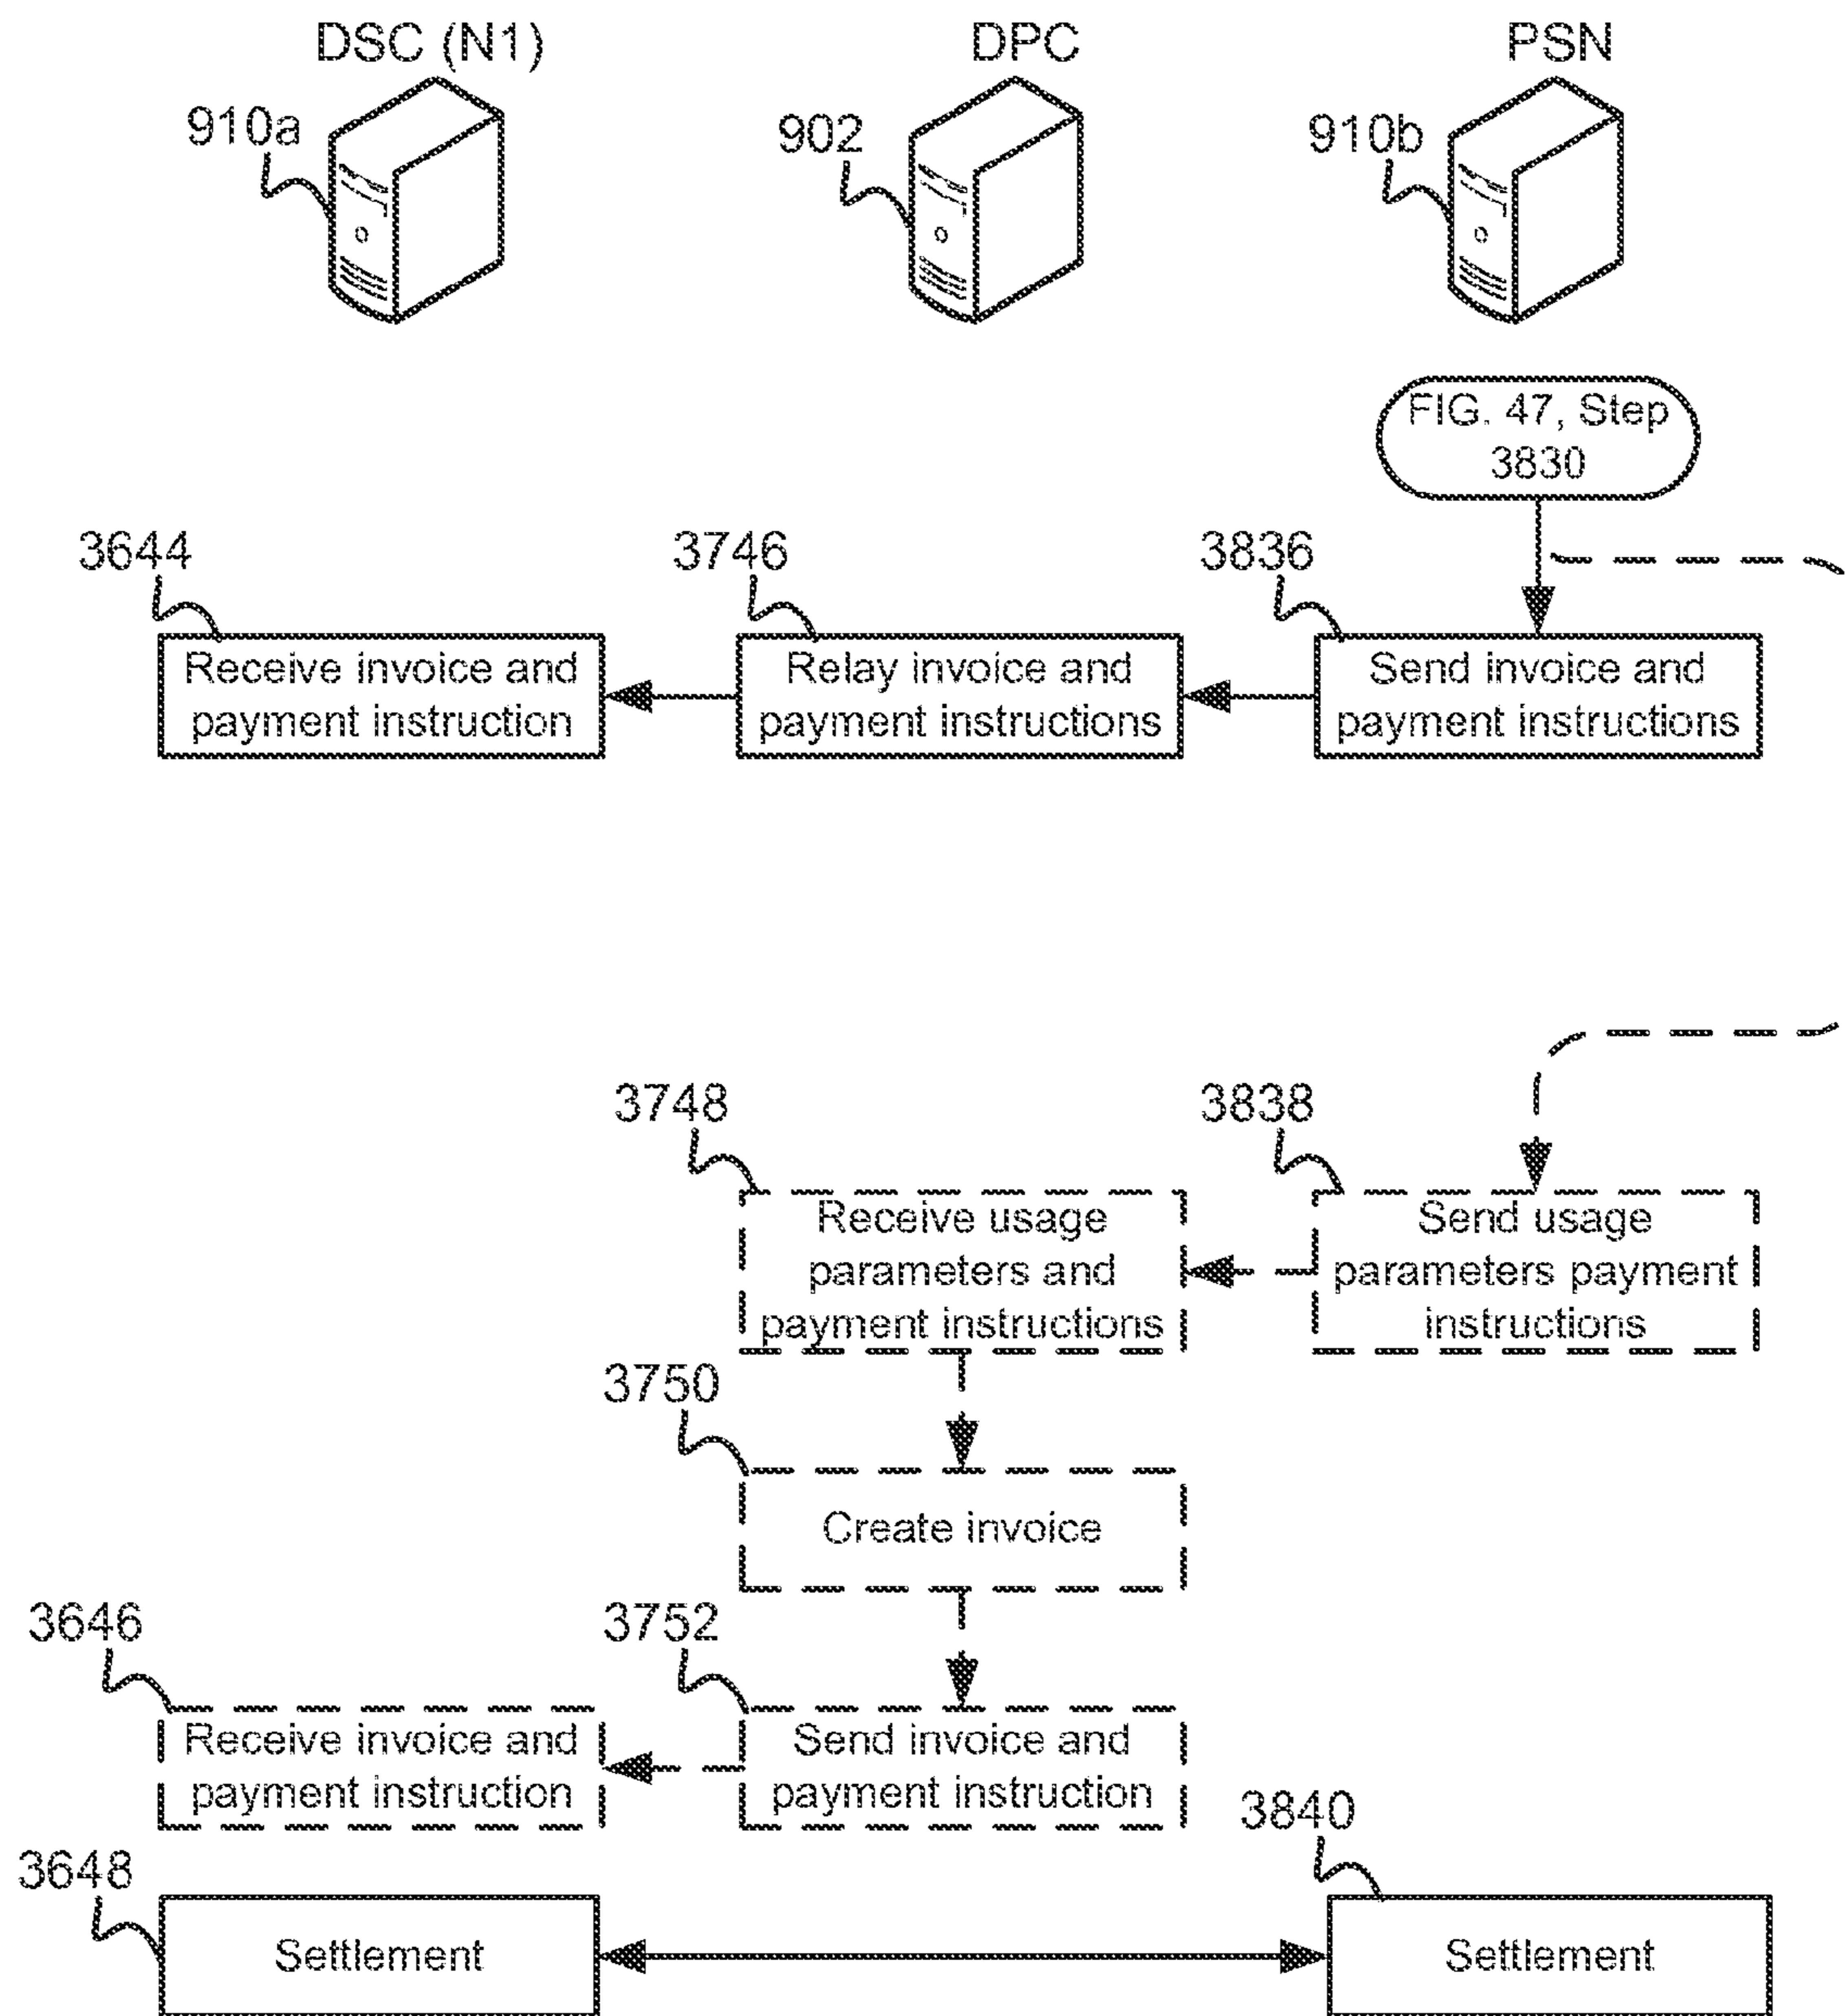 DSC (N1)
DPC
PSN
910a
902
910b
FIG. 47, Step
3830
3644
3746
3836
Receive invoice and
payment instruction
Relay invoice and
payment instructions
Send invoice and
payment instructions
3748
3838
Receive usage
parameters and
payment instructions
Send usage
parameters payment
instructions
3750
Create invoice
3646
3752
Receive invoice and
payment instruction
Send invoice and
payment instruction
3840
3648
Settlement
Settlement